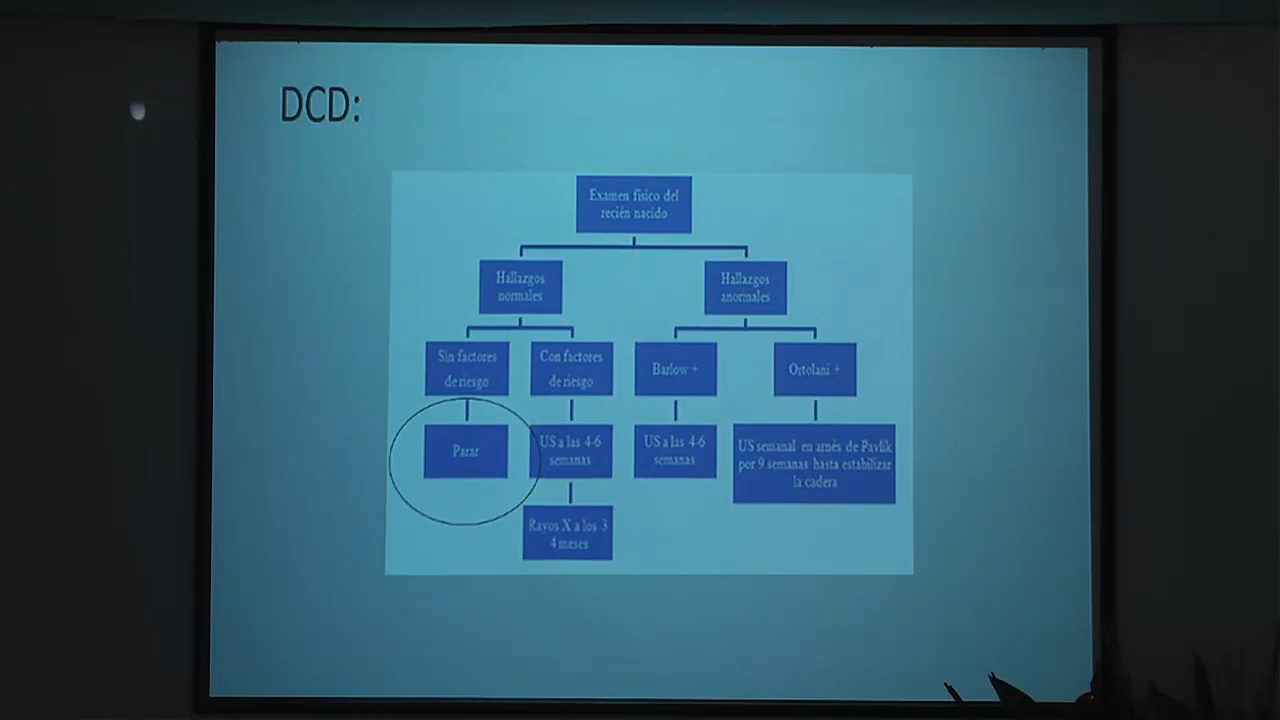 DCD:
Examen físico del
recién nacido
Hallazgos
normales
Hallazgos
anormales
Sin factores
de riesgo
Con factores
de riesgo
Barlow +
Ortolani +
Parar
US a las 4-6
semanas
US a las 4-6
semanas
US semanal en arnés de Pavlik
por 9 semanas hasta estabilizar
la cadera
Rayos X a los 3
4 meses